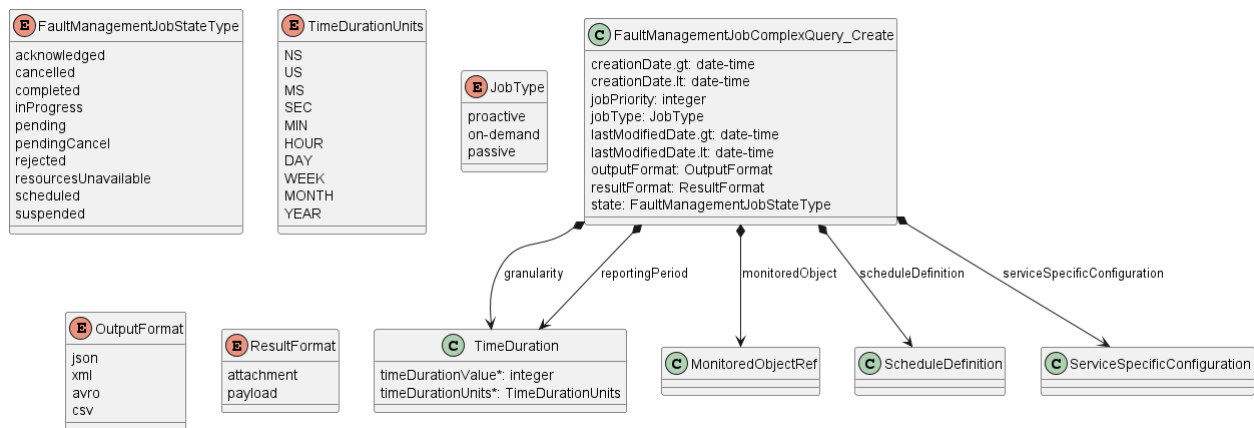 E FaultManagementJobStateType
acknowledged
cancelled
completed
inProgress
pending
pendingCancel
rejected
resourcesUnavailable
scheduled
suspended
E TimeDurationUnits
NS
US
MS
SEC
MIN
HOUR
DAY
WEEK
MONTH
YEAR
E JobType
proactive
on-demand
passive
C FaultManagementJobComplexQuery_Create
creationDate.gt: date-time
creationDate.lt: date-time
jobPriority: integer
jobType: JobType
lastModifiedDate.gt: date-time
lastModifiedDate.lt: date-time
outputFormat: OutputFormat
resultFormat: ResultFormat
state: FaultManagementJobStateType
granularity
reportingPeriod
monitoredObject
scheduleDefinition
serviceSpecificConfiguration
E OutputFormat
json
xml
avro
csv
E ResultFormat
attachment
payload
C TimeDuration
timeDurationValue*: integer
timeDurationUnits*: TimeDurationUnits
C MonitoredObjectRef
C ScheduleDefinition
C ServiceSpecificConfiguration